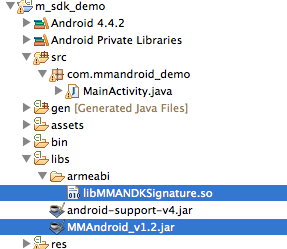 m_sdk_demo
Android 4.4.2
Android Private Libraries
src
com.mmandroid_demo
MainActivity.java
gen [Generated Java Files]
assets
bin
libs
armeabi
010
libMMANDKSignature.so
android-support-v4.jar
MMAndroid_v1.2.jar
res